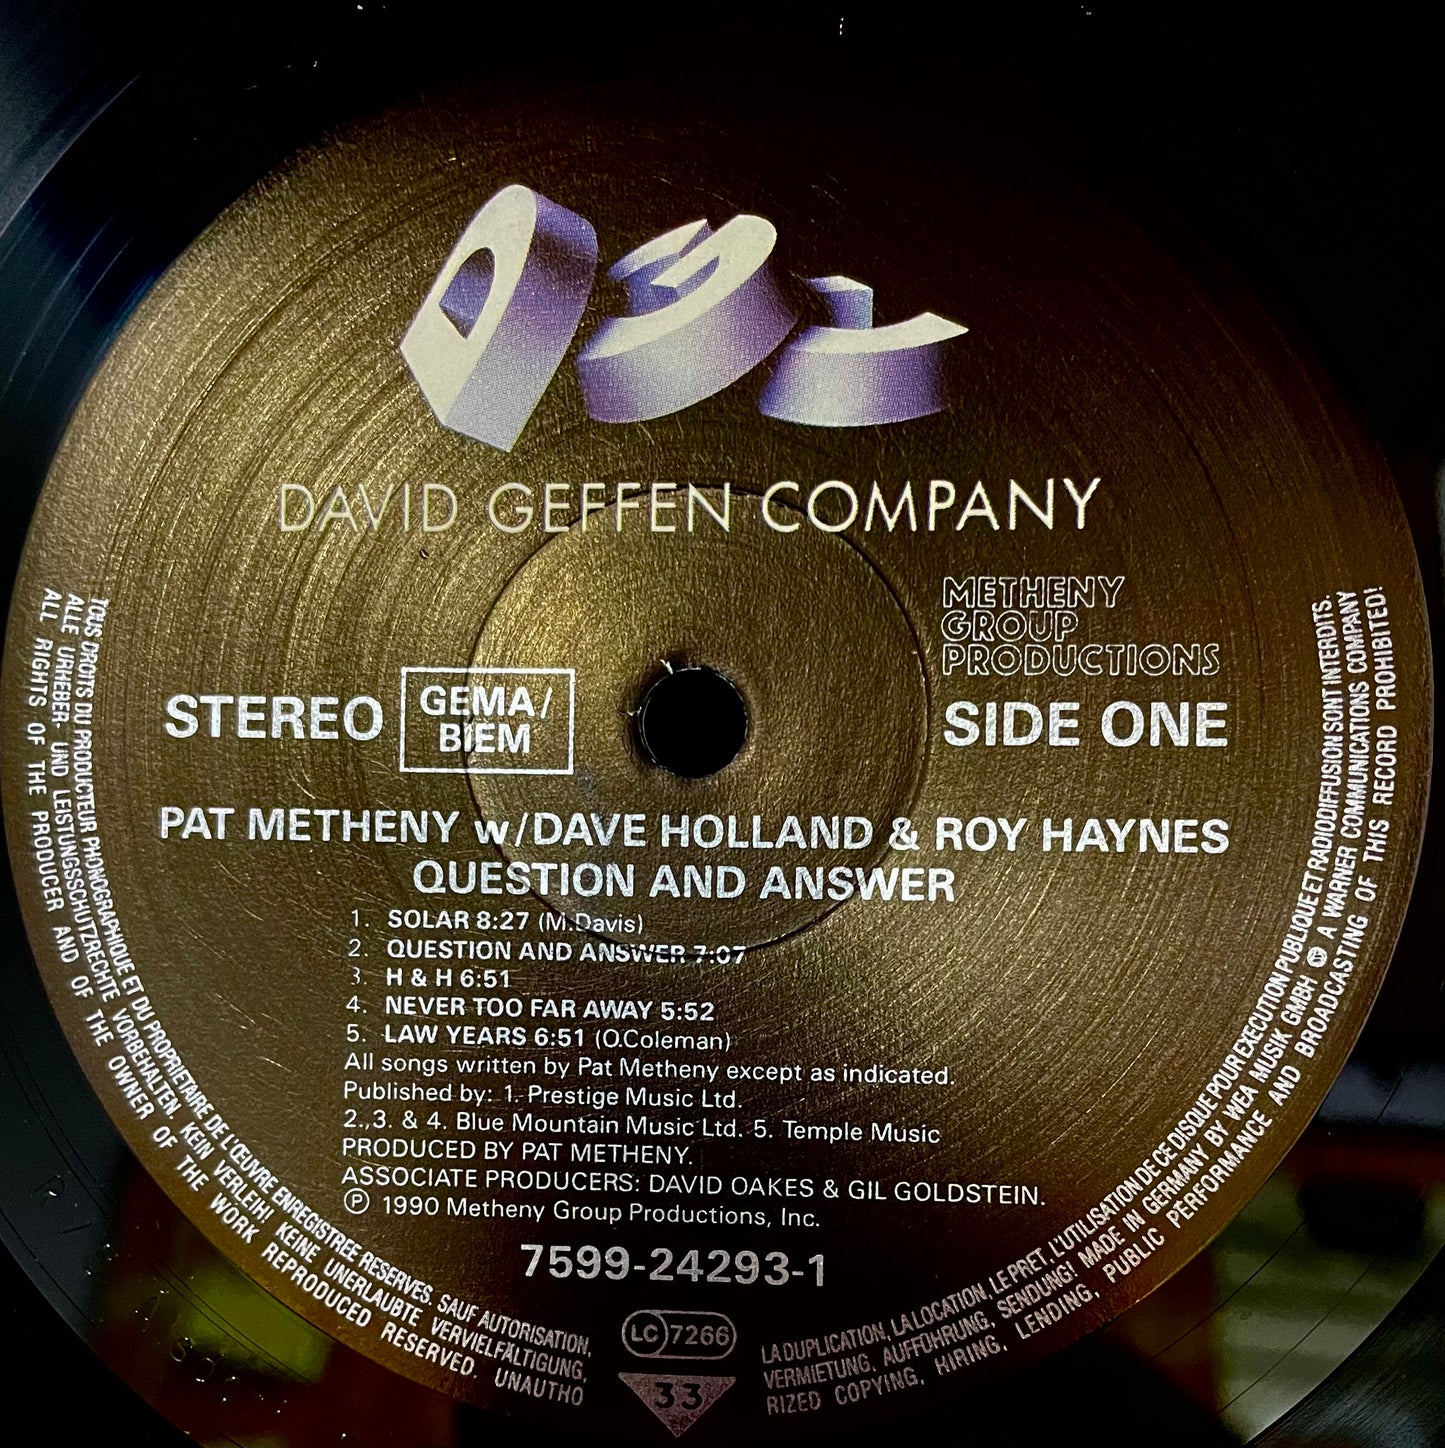 DGC
DAVID GEFFEN COMPANY
METHENY
GROUP
PRODUCTIONS
STEREO
GEMA/
BIEM
SIDE ONE
PAT METHENY w/DAVE HOLLAND & ROY HAYNES
QUESTION AND ANSWER
1. SOLAR 8:27 (M.Davis)
2. QUESTION AND ANSWER 7:07
3. H & H 6:51
4. NEVER TOO FAR AWAY 5:52
5. LAW YEARS 6:51 (O.Coleman)
All songs written by Pat Metheny except as indicated.
Published by: 1. Prestige Music Ltd.
2.,3. & 4. Blue Mountain Music Ltd. 5. Temple Music
PRODUCED BY PAT METHENY.
ASSOCIATE PRODUCERS: DAVID OAKES & GIL GOLDSTEIN.
℗ 1990 Metheny Group Productions, Inc.
7599-24293-1
LC 7266
33
TOUS DROITS DU PRODUCTEUR PHONOGRAPHIQUE ET DU PROPRIETAIRE DE L'ŒUVRE ENREGISTREE RESERVES. SAUF AUTORISATION, LA DUPLICATION, LA LOCATION, LE PRET, L'UTILISATION DE CE DISQUE POUR EXECUTION PUBLIQUE ET RADIODIFFUSION SONT INTERDITS.
ALLE URHEBER- UND LEISTUNGSSCHUTZRECHTE VORBEHALTEN. KEIN VERLEIH! KEINE UNERLAUBTE VERVIELFÄLTIGUNG, VERMIETUNG, AUFFÜHRUNG, SENDUNG! MADE IN GERMANY BY WEA MUSIK GMBH A WARNER COMMUNICATIONS COMPANY
ALL RIGHTS OF THE PRODUCER AND OF THE OWNER OF THE WORK REPRODUCED RESERVED. UNAUTHORIZED COPYING, HIRING, LENDING, PUBLIC PERFORMANCE AND BROADCASTING OF THIS RECORD PROHIBITED!